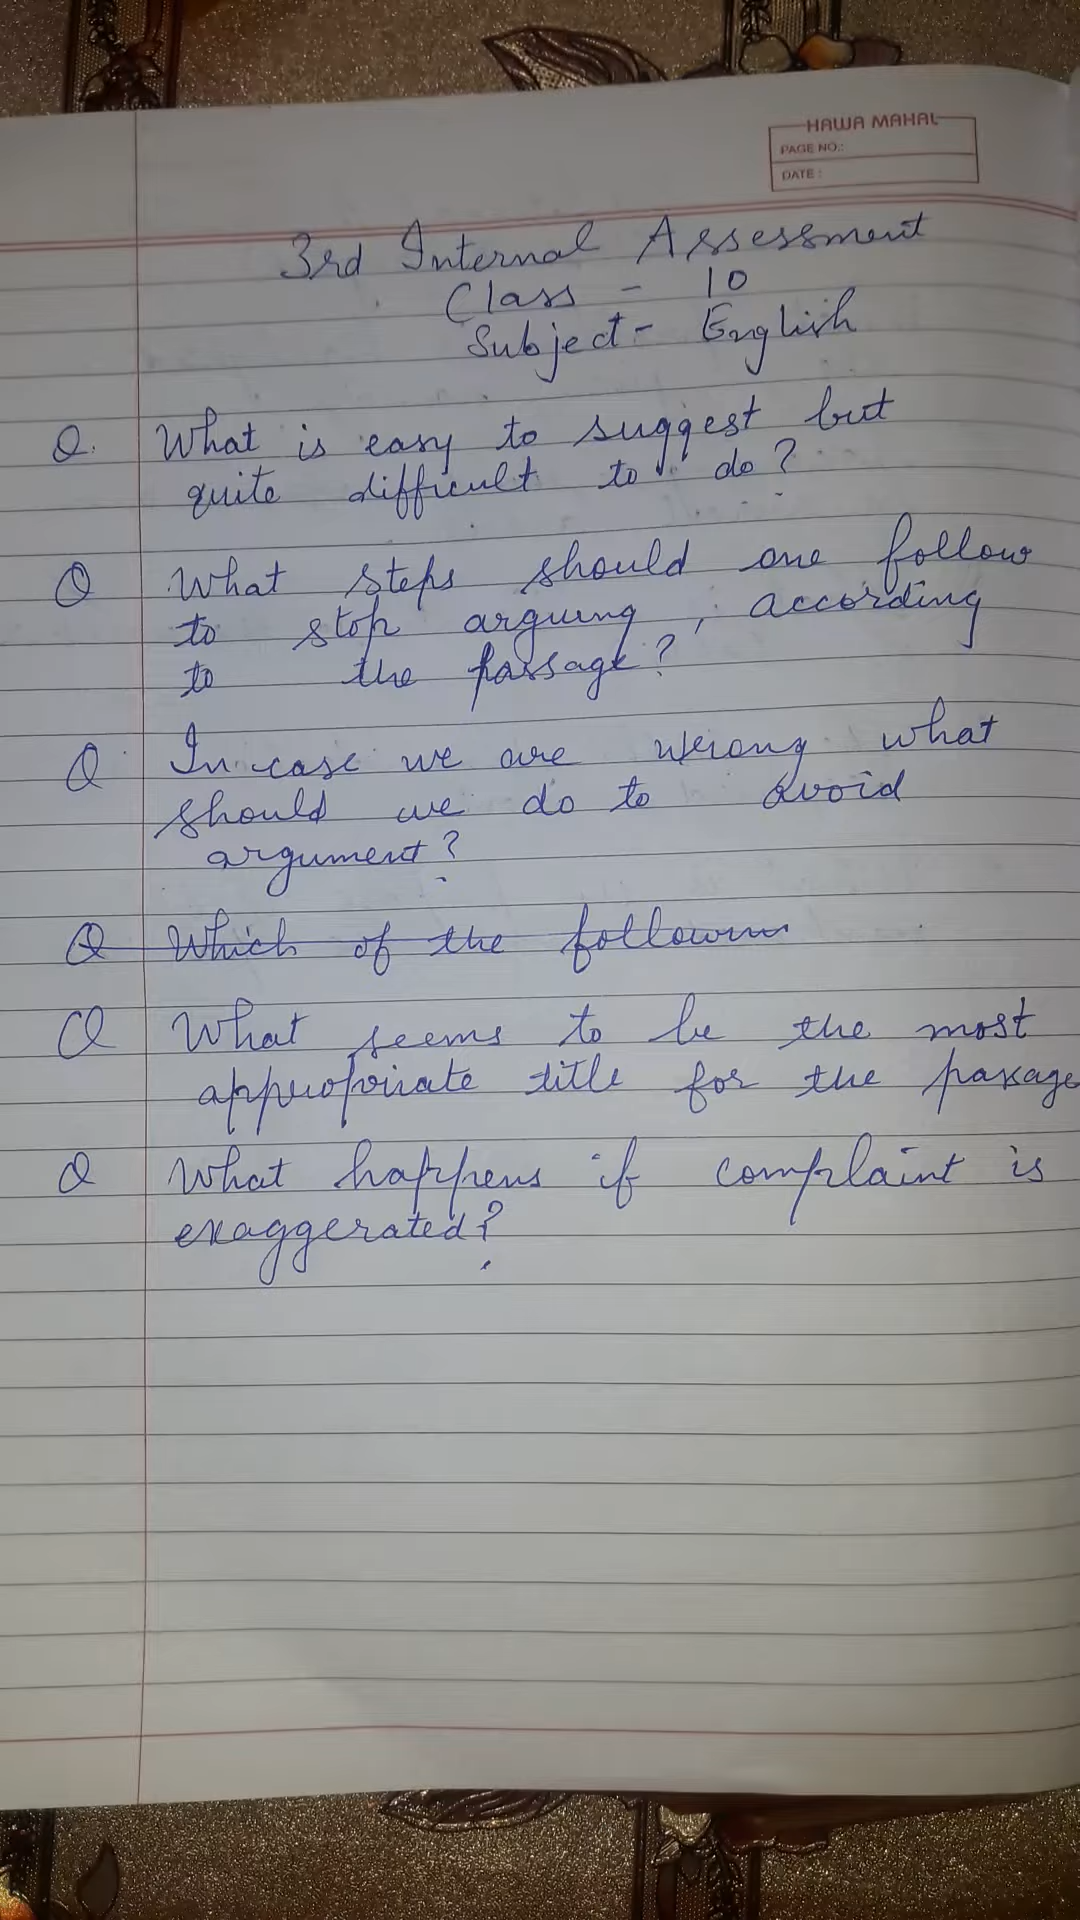 HAWA MAHAL
PAGE NO.:
DATE :
3rd Internal Assessment
Class - 10
Subject - English
Q. What is easy to suggest but
quite difficult to do?
Q What steps should one follow
to stop arguing, according
to the passage?
Q In case we are wrong what
should we do to avoid
argument?
Q Which of the followin
Q What seems to be the most
appropriate title for the passage
Q What happens if complaint is
exaggerated?